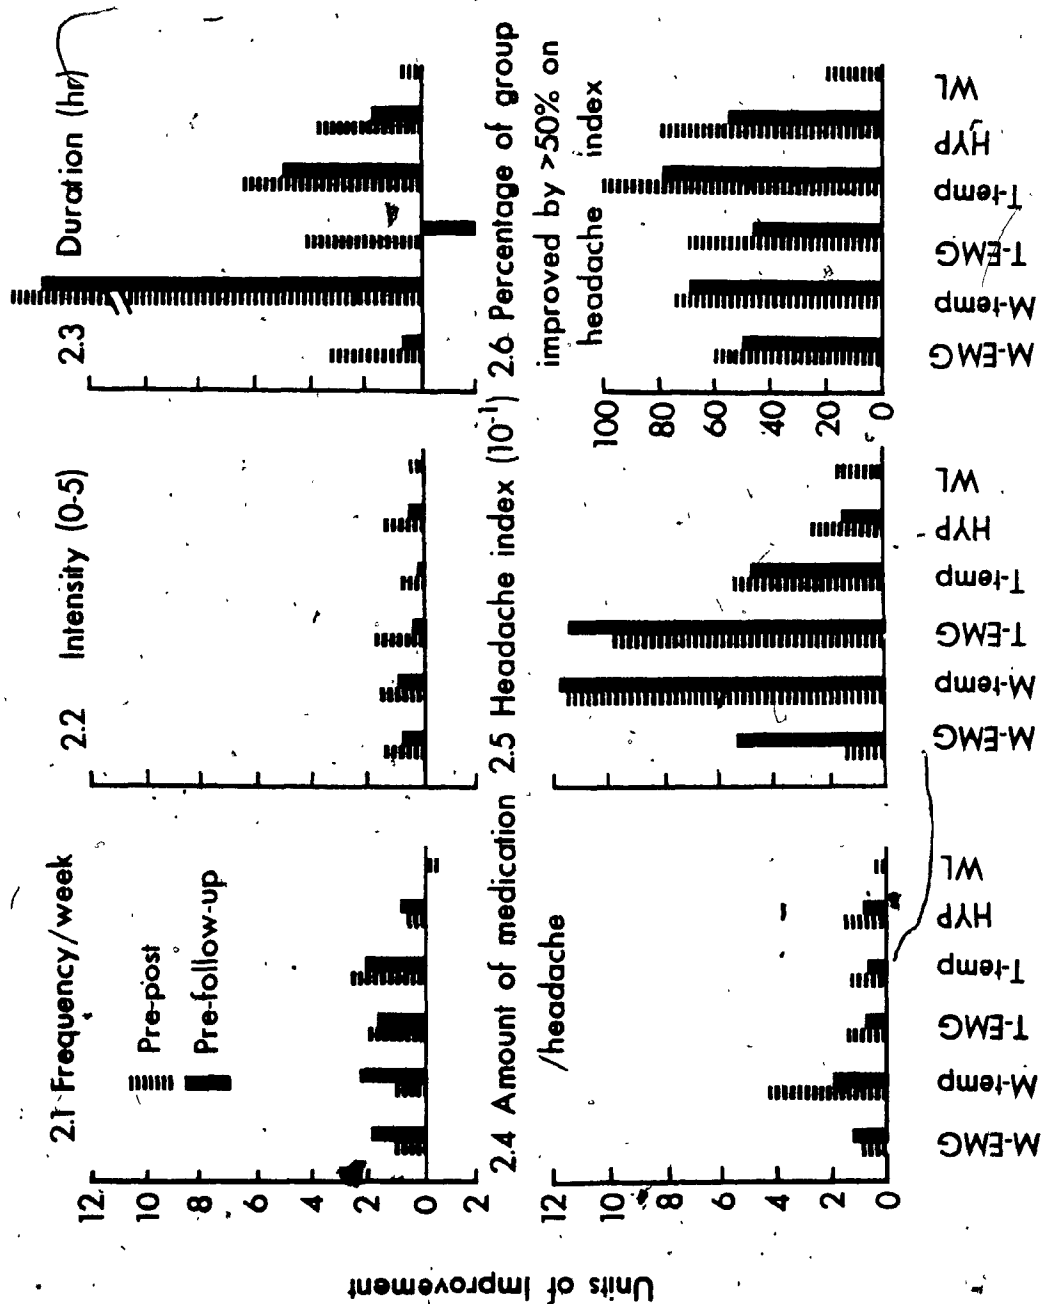 2.1 Frequency/week
Pre-post
Pre-follow-up
12
10
8
6
4
2
0
2
2.2 Intensity (0-5)
2.3 Duration (hr)
Units of Improvement
2.4 Amount of medication
/headache
12
10
8
6
4
2
0
M-EMG
M-temp
T-EMG
T-temp
HYP
WL
2.5 Headache index (10⁻¹)
M-EMG
M-temp
T-EMG
T-temp
HYP
WL
2.6 Percentage of group
improved by >50% on
headache index
100
80
60
40
20
0
M-EMG
M-temp
T-EMG
T-temp
HYP
WL